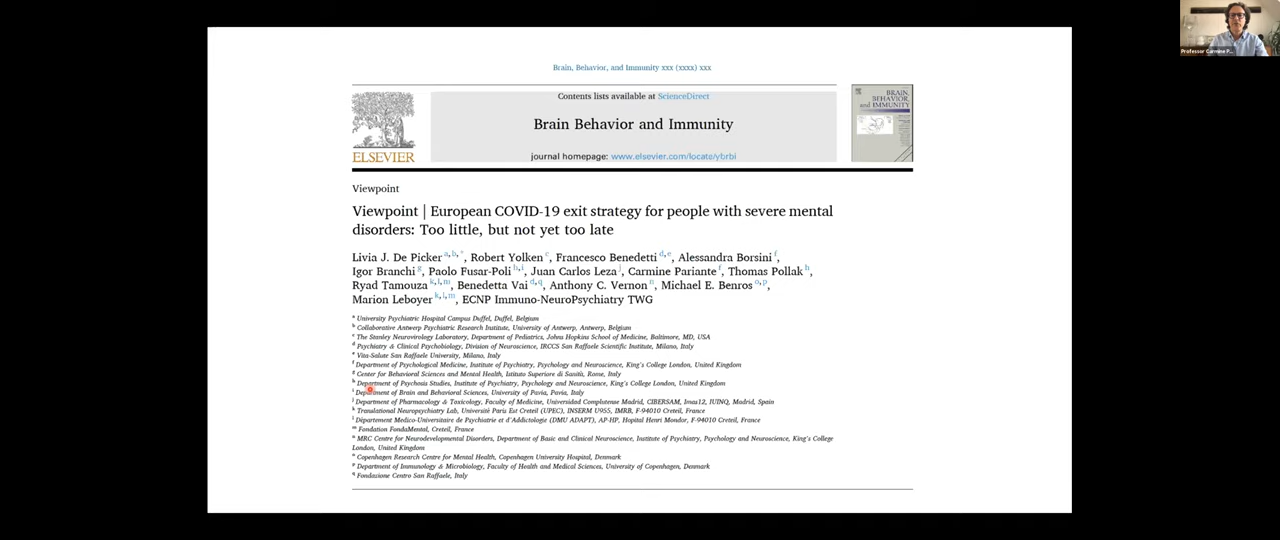 Professor Carmine P...
Brain, Behavior, and Immunity xxx (xxxx) xxx
Contents lists available at ScienceDirect
Brain Behavior and Immunity
journal homepage: www.elsevier.com/locate/ybrbi
ELSEVIER
BRAIN,
BEHAVIOR,
and IMMUNITY
Viewpoint
Viewpoint | European COVID-19 exit strategy for people with severe mental
disorders: Too little, but not yet too late
Livia J. De Picker a,b,*, Robert Yolken c, Francesco Benedetti d,e, Alessandra Borsini f,
Igor Branchi g, Paolo Fusar-Poli h,i, Juan Carlos Leza j, Carmine Pariante f, Thomas Pollak h,
Ryad Tamouza k,l,m, Benedetta Vai d,q, Anthony C. Vernon n, Michael E. Benros o,p,
Marion Leboyer k,l,m, ECNP Immuno-NeuroPsychiatry TWG
a University Psychiatric Hospital Campus Duffel, Duffel, Belgium
b Collaborative Antwerp Psychiatric Research Institute, University of Antwerp, Antwerp, Belgium
c The Stanley Neurovirology Laboratory, Department of Pediatrics, Johns Hopkins School of Medicine, Baltimore, MD, USA
d Psychiatry & Clinical Psychobiology, Division of Neuroscience, IRCCS San Raffaele Scientific Institute, Milano, Italy
e Vita-Salute San Raffaele University, Milano, Italy
f Department of Psychological Medicine, Institute of Psychiatry, Psychology and Neuroscience, King's College London, United Kingdom
g Center for Behavioral Sciences and Mental Health, Istituto Superiore di Sanità, Rome, Italy
h Department of Psychosis Studies, Institute of Psychiatry, Psychology and Neuroscience, King's College London, United Kingdom
i Department of Brain and Behavioral Sciences, University of Pavia, Pavia, Italy
j Department of Pharmacology & Toxicology, Faculty of Medicine, Universidad Complutense Madrid, CIBERSAM, Imas12, IUINQ, Madrid, Spain
k Translational Neuropsychiatry Lab, Université Paris Est Creteil (UPEC), INSERM U955, IMRB, F-94010 Creteil, France
l Département Medico-Universitaire de Psychiatrie et d'Addictologie (DMU ADAPT), AP-HP, Hopital Henri Mondor, F-94010 Creteil, France
m Fondation FondaMental, Creteil, France
n MRC Centre for Neurodevelopmental Disorders, Department of Basic and Clinical Neuroscience, Institute of Psychiatry, Psychology and Neuroscience, King's College
London, United Kingdom
o Copenhagen Research Centre for Mental Health, Copenhagen University Hospital, Denmark
p Department of Immunology & Microbiology, Faculty of Health and Medical Sciences, University of Copenhagen, Denmark
q Fondazione Centro San Raffaele, Italy